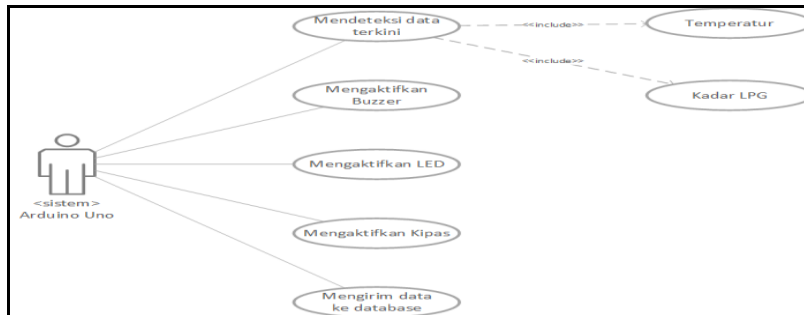 Mendeteksi data
terkini
<<include>>
Temperatur
<<include>>
Kadar LPG
Mengaktifkan
Buzzer
Mengaktifkan LED
<sistem>
Arduino Uno
Mengaktifkan Kipas
Mengirim data
ke database